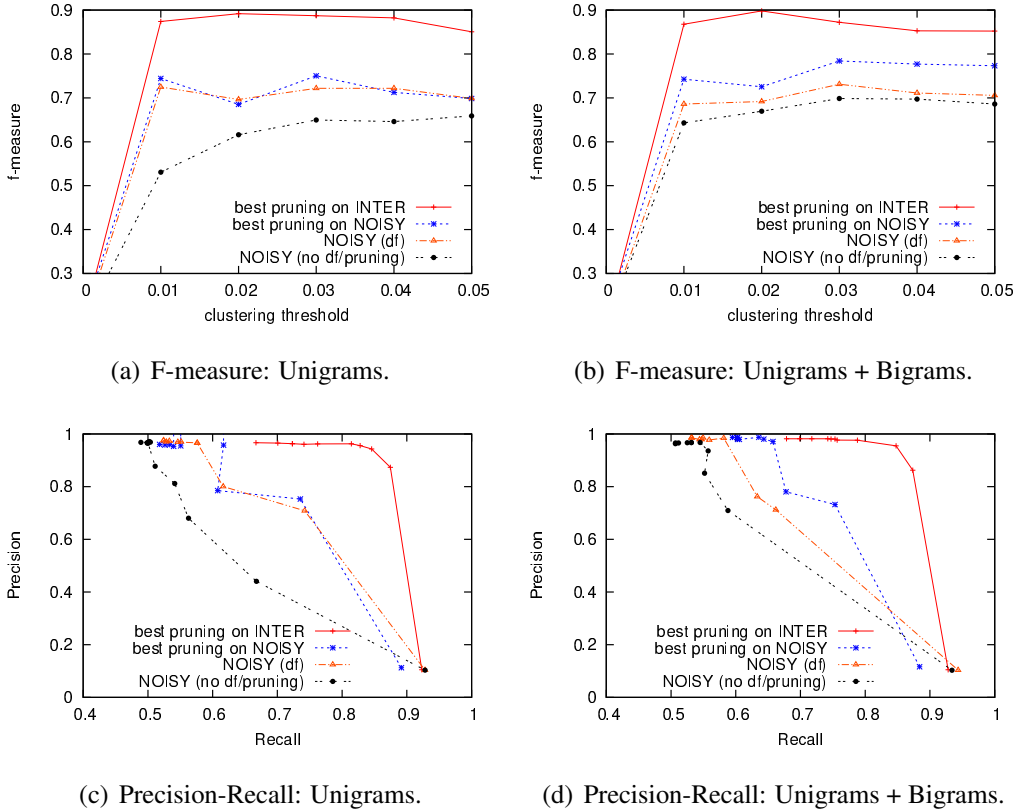 0.9
0.8
0.7
0.6
0.5
0.4
0.3
f-measure
best pruning on INTER
best pruning on NOISY
NOISY (df)
NOISY (no df/pruning)
0 0.01 0.02 0.03 0.04 0.05
clustering threshold
(a) F-measure: Unigrams.
0.9
0.8
0.7
0.6
0.5
0.4
0.3
f-measure
best pruning on INTER
best pruning on NOISY
NOISY (df)
NOISY (no df/pruning)
0 0.01 0.02 0.03 0.04 0.05
clustering threshold
(b) F-measure: Unigrams + Bigrams.
1
0.8
0.6
0.4
0.2
0
Precision
best pruning on INTER
best pruning on NOISY
NOISY (df)
NOISY (no df/pruning)
0.4 0.5 0.6 0.7 0.8 0.9 1
Recall
(c) Precision-Recall: Unigrams.
1
0.8
0.6
0.4
0.2
0
Precision
best pruning on INTER
best pruning on NOISY
NOISY (df)
NOISY (no df/pruning)
0.4 0.5 0.6 0.7 0.8 0.9 1
Recall
(d) Precision-Recall: Unigrams + Bigrams.